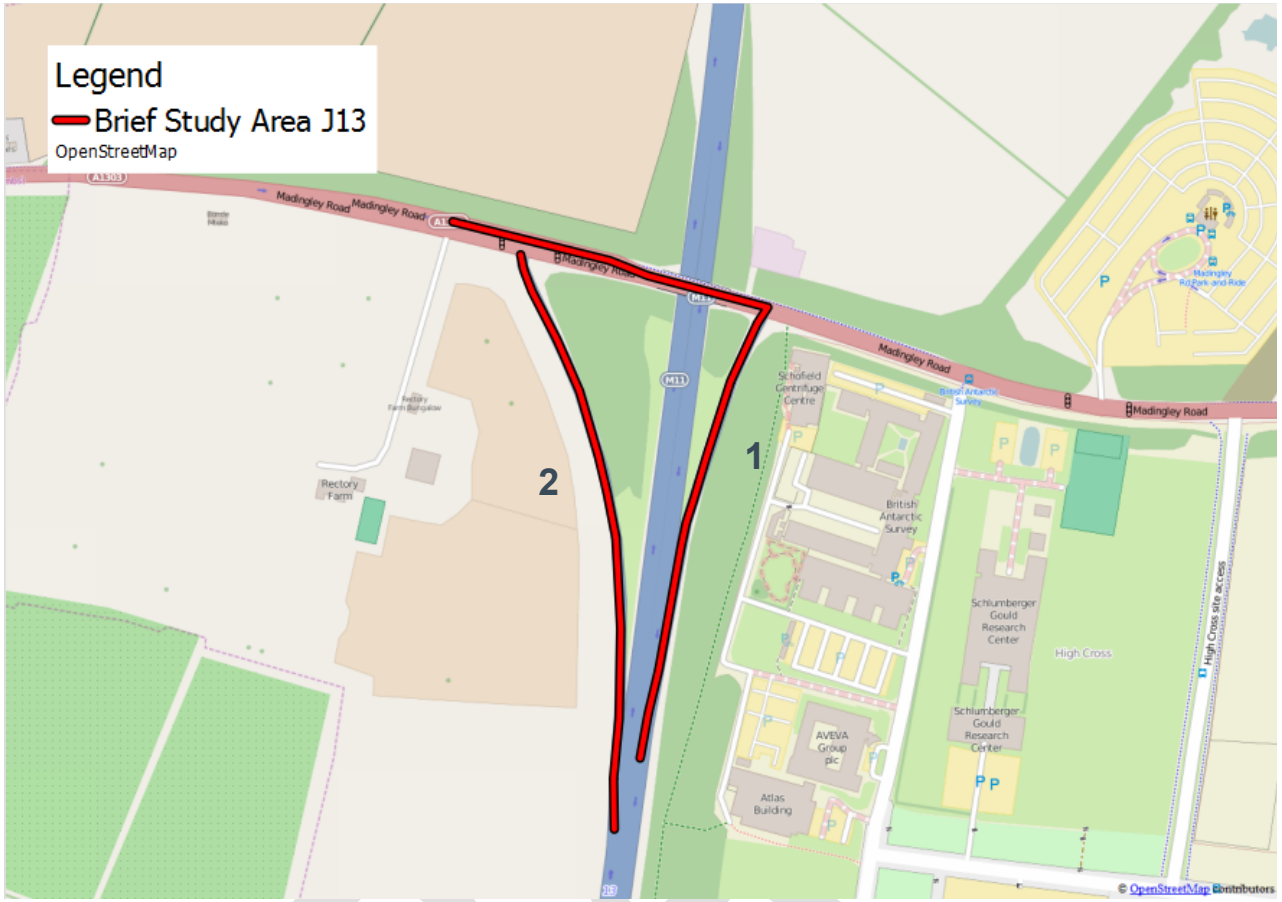 Legend
Brief Study Area J13
OpenStreetMap
A1303
Madingley Road
Madingley Road
Madingley Road
M11
M11
Madingley
Rd Park-and-Ride
P
P
P
Madingley Road
British Antarctic
Survey
Madingley Road
Schofield
Centrifuge
Centre
P
P
P
P
Rectory
Farm Bungalow
Rectory
Farm
2
1
British
Antarctic
Survey
P
P
Schlumberger
Gould
Research
Center
High Cross
High Cross site access
P
P
Schlumberger
Gould
Research
Center
P
AVEVA
Group
plc
P
P P
Atlas
Building
P
13
© OpenStreetMap contributors